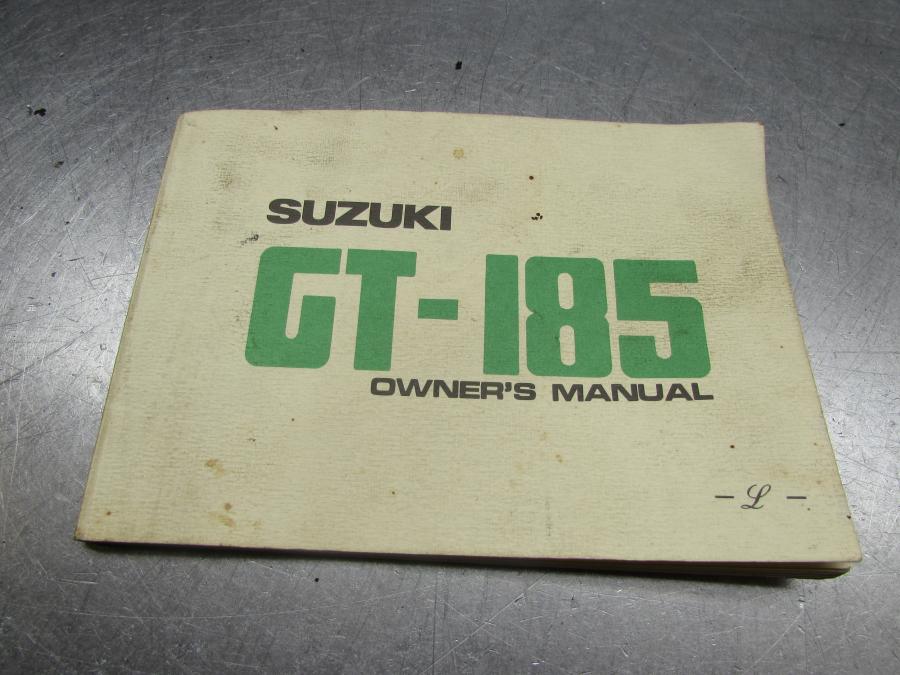 SUZUKI
GT-185
OWNER'S MANUAL
- L -